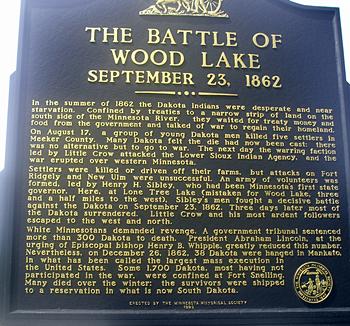 THE BATTLE OF
WOOD LAKE
SEPTEMBER 23, 1862
In the summer of 1862 the Dakota Indians were desperate and near
starvation. Confined by treaties to a narrow strip of land on the
south side of the Minnesota River, they waited for treaty money and
food from the government and talked of war to regain their homeland.
On August 17, a group of young Dakota men killed five settlers in
Meeker County. Many Dakota felt the die had now been cast: there
was no alternative but to go to war. The next day the warring faction
led by Little Crow attacked the Lower Sioux Indian Agency, and the
war erupted over western Minnesota.
Settlers were killed or driven off their farms, but attacks on Fort
Ridgely and New Ulm were unsuccessful. An army of volunteers was
formed, led by Henry H. Sibley, who had been Minnesota's first state
governor. Here, at Lone Tree Lake (mistaken for Wood Lake, three
and a half miles to the west), Sibley's men fought a decisive battle
against the Dakota on September 23, 1862. Three days later most of
the Dakota surrendered. Little Crow and his most ardent followers
escaped to the west and north.
White Minnesotans demanded revenge. A government tribunal sentenced
more than 300 Dakota to death. President Abraham Lincoln, at the
urging of Episcopal bishop Henry B. Whipple, greatly reduced this number.
Nevertheless, on December 26, 1862, 38 Dakota were hanged in Mankato,
in what has been called the largest mass execution in
the United States. Some 1,700 Dakota, most having not
participated in the war, were confined at Fort Snelling.
Many died over the winter; the survivors were shipped
to a reservation in what is now South Dakota.
ERECTED BY THE MINNESOTA HISTORICAL SOCIETY